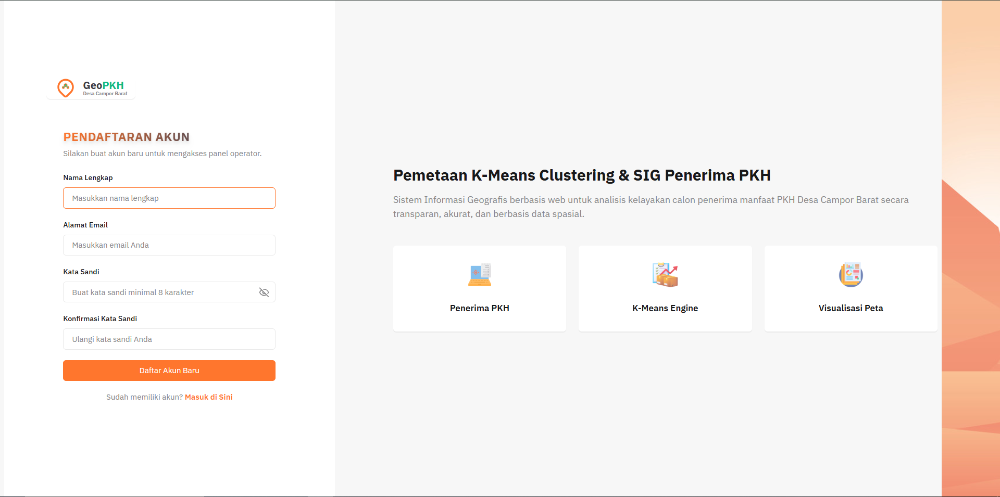 GeoPKH
Desa Campor Barat
PENDAFTARAN AKUN
Silakan buat akun baru untuk mengakses panel operator.
Nama Lengkap
Masukkan nama lengkap
Alamat Email
Masukkan email Anda
Kata Sandi
Buat kata sandi minimal 8 karakter
Konfirmasi Kata Sandi
Ulangi kata sandi Anda
Daftar Akun Baru
Sudah memiliki akun? Masuk di Sini
Pemetaan K-Means Clustering & SIG Penerima PKH
Sistem Informasi Geografis berbasis web untuk analisis kelayakan calon penerima manfaat PKH Desa Campor Barat secara
transparan, akurat, dan berbasis data spasial.
Penerima PKH
K-Means Engine
Visualisasi Peta